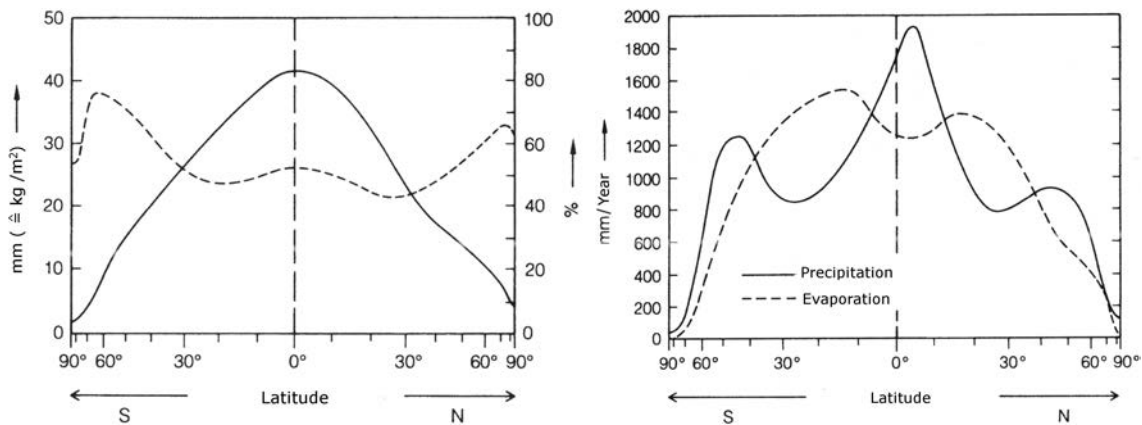 50
40
30
20
10
0
mm ( ≙ kg /m²)
100
80
60
40
20
0
%
90° 60° 30° 0° 30° 60° 90°
Latitude
S N
2000
1800
1600
1400
1200
1000
800
600
400
200
0
mm/Year
Precipitation
Evaporation
90° 60° 30° 0° 30° 60° 90°
Latitude
S N